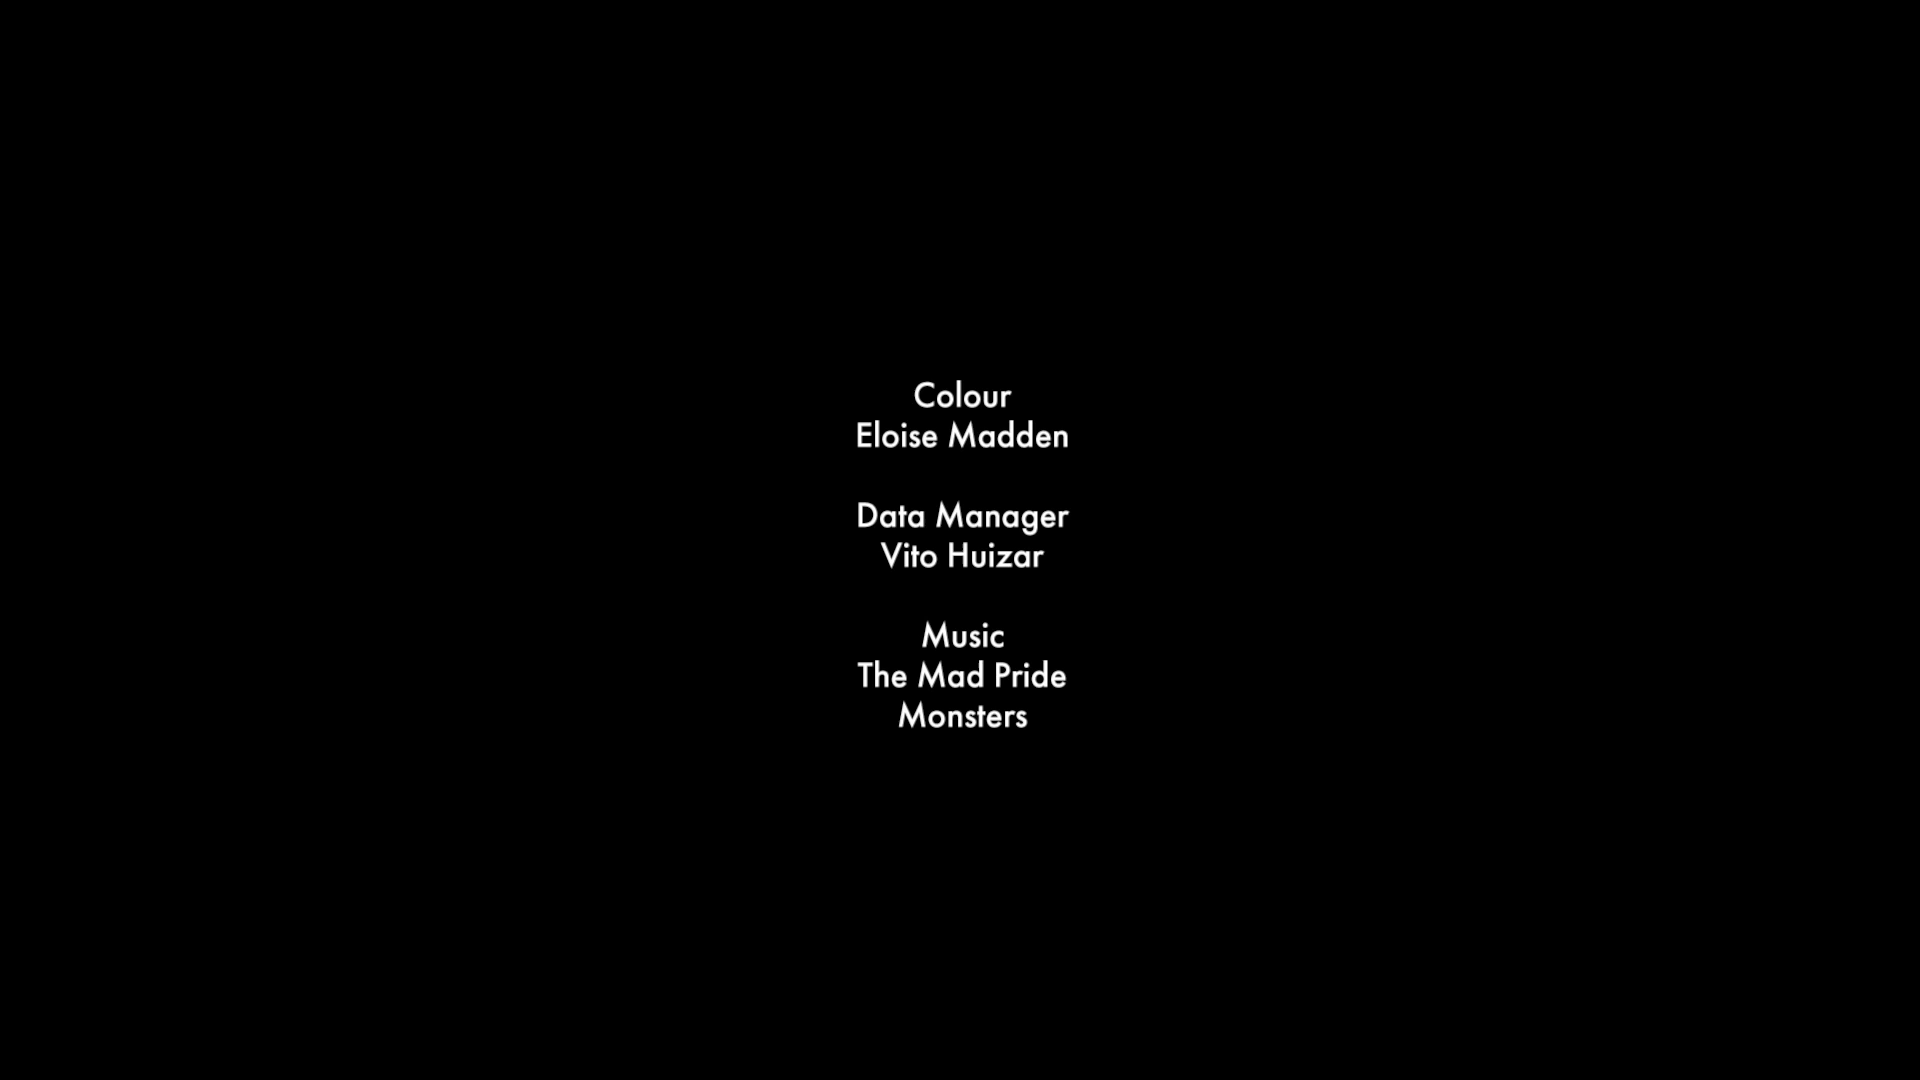 Colour
Eloise Madden
Data Manager
Vito Huizar
Music
The Mad Pride
Monsters